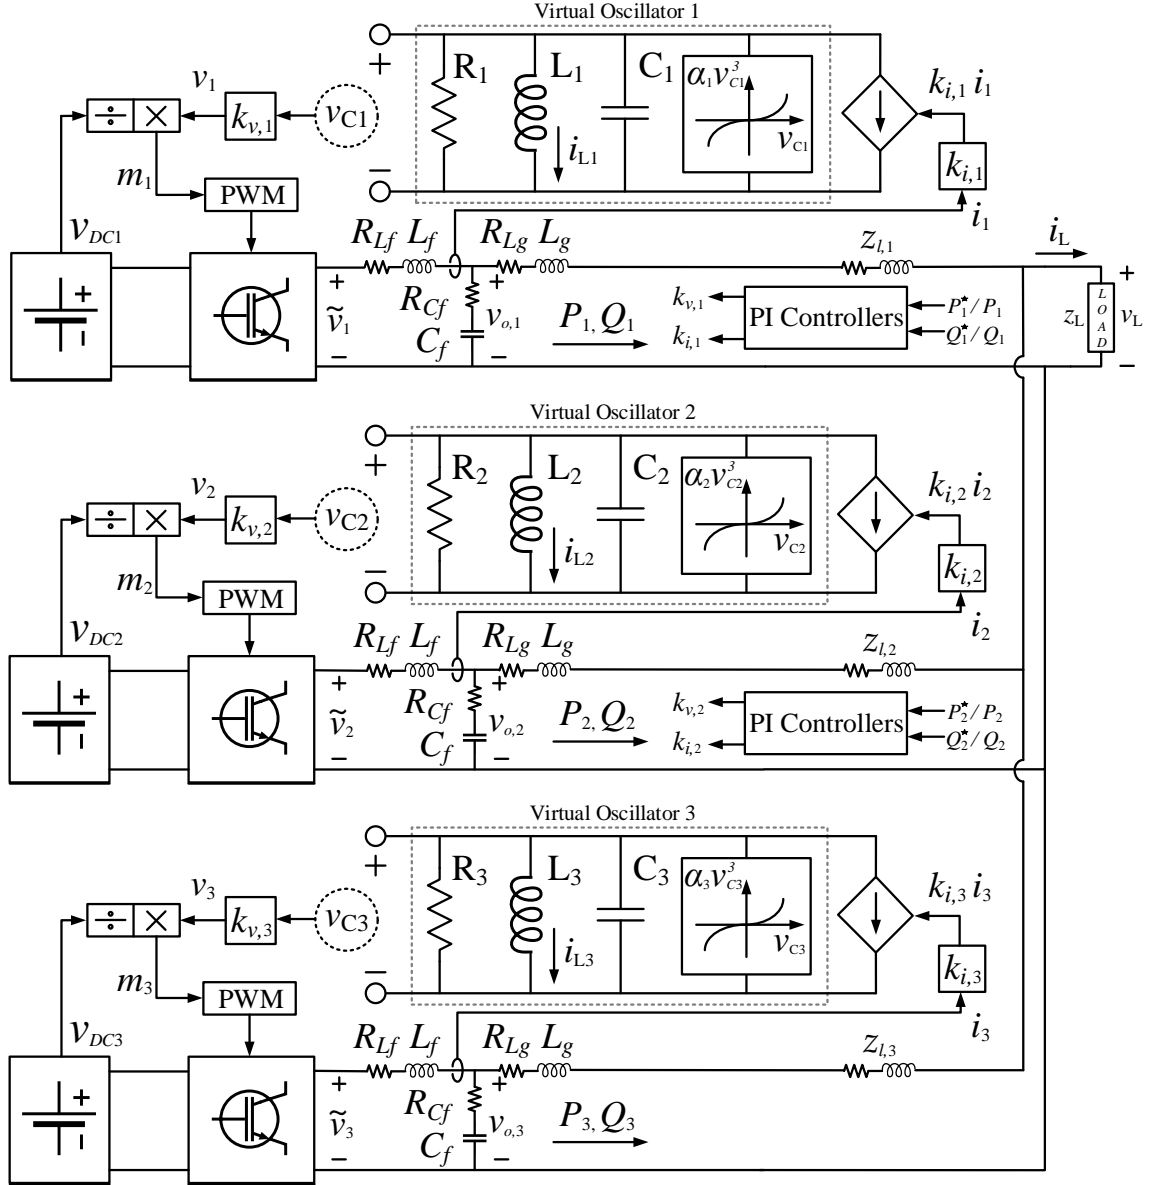 Virtual Oscillator 1
+
R1
L1
C1
α1v³C1
ki,1 i1
v1
÷ ×
kv,1
vC1
iL1
vC1
ki,1
m1
PWM
−
i1
vDC1
RLf Lf
RLg Lg
zl,1
iL
+
+
ṽ1
−
RCf
Cf
+
vo,1
−
P1, Q1
kv,1
ki,1
PI Controllers
P1★/P1
Q1★/Q1
zL
LOAD
+
vL
−
Virtual Oscillator 2
+
R2
L2
C2
α2v³C2
ki,2 i2
v2
÷ ×
kv,2
vC2
iL2
vC2
ki,2
m2
PWM
−
i2
vDC2
RLf Lf
RLg Lg
zl,2
+
+
ṽ2
−
RCf
Cf
+
vo,2
−
P2, Q2
kv,2
ki,2
PI Controllers
P2★/P2
Q2★/Q2
Virtual Oscillator 3
+
R3
L3
C3
α3v³C3
ki,3 i3
v3
÷ ×
kv,3
vC3
iL3
vC3
ki,3
m3
PWM
−
i3
vDC3
RLf Lf
RLg Lg
zl,3
+
+
ṽ3
−
RCf
Cf
+
vo,3
−
P3, Q3